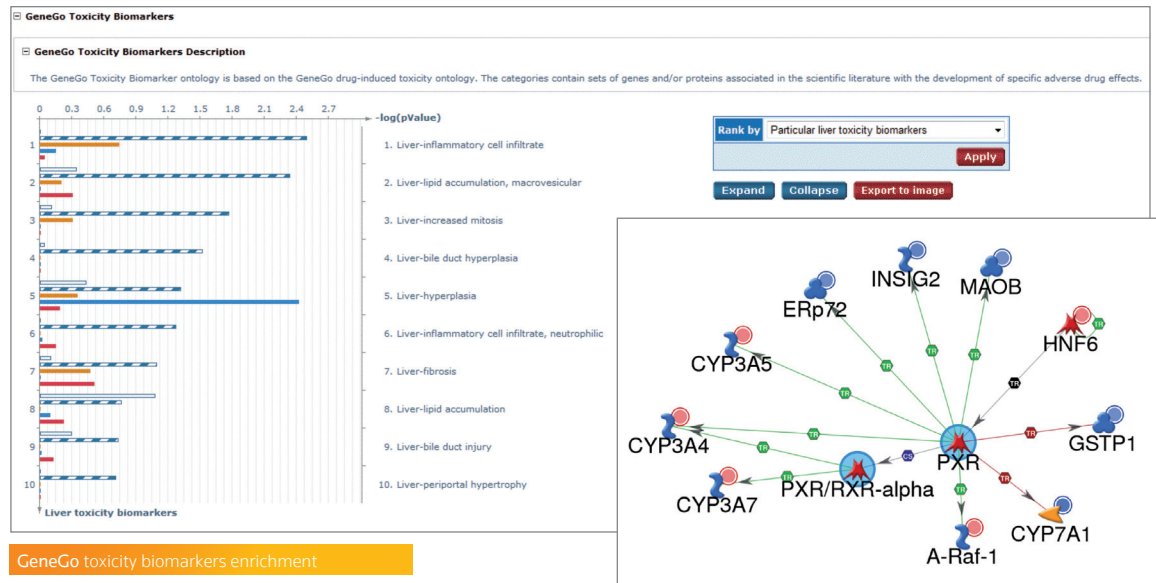 GeneGo Toxicity Biomarkers
GeneGo Toxicity Biomarkers Description
The GeneGo Toxicity Biomarker ontology is based on the GeneGo drug-induced toxicity ontology. The categories contain sets of genes and/or proteins associated in the scientific literature with the development of specific adverse drug effects.
0 0.3 0.6 0.9 1.2 1.5 1.8 2.1 2.4 2.7
-log(pValue)
1 1. Liver-inflammatory cell infiltrate
2 2. Liver-lipid accumulation, macrovesicular
3 3. Liver-increased mitosis
4 4. Liver-bile duct hyperplasia
5 5. Liver-hyperplasia
6 6. Liver-inflammatory cell infiltrate, neutrophilic
7 7. Liver-fibrosis
8 8. Liver-lipid accumulation
9 9. Liver-bile duct injury
10 10. Liver-periportal hypertrophy
Liver toxicity biomarkers
Rank by Particular liver toxicity biomarkers
Apply
Expand Collapse Export to image
INSIG2
MAOB
ERp72
TR
HNF6
CYP3A5
TR
TR
TR
TR
TR
CYP3A4
TR
TR
TR
GSTP1
CS
PXR
PXR/RXR-alpha
TR
CYP3A7
TR
TR
CYP7A1
A-Raf-1
GeneGo toxicity biomarkers enrichment